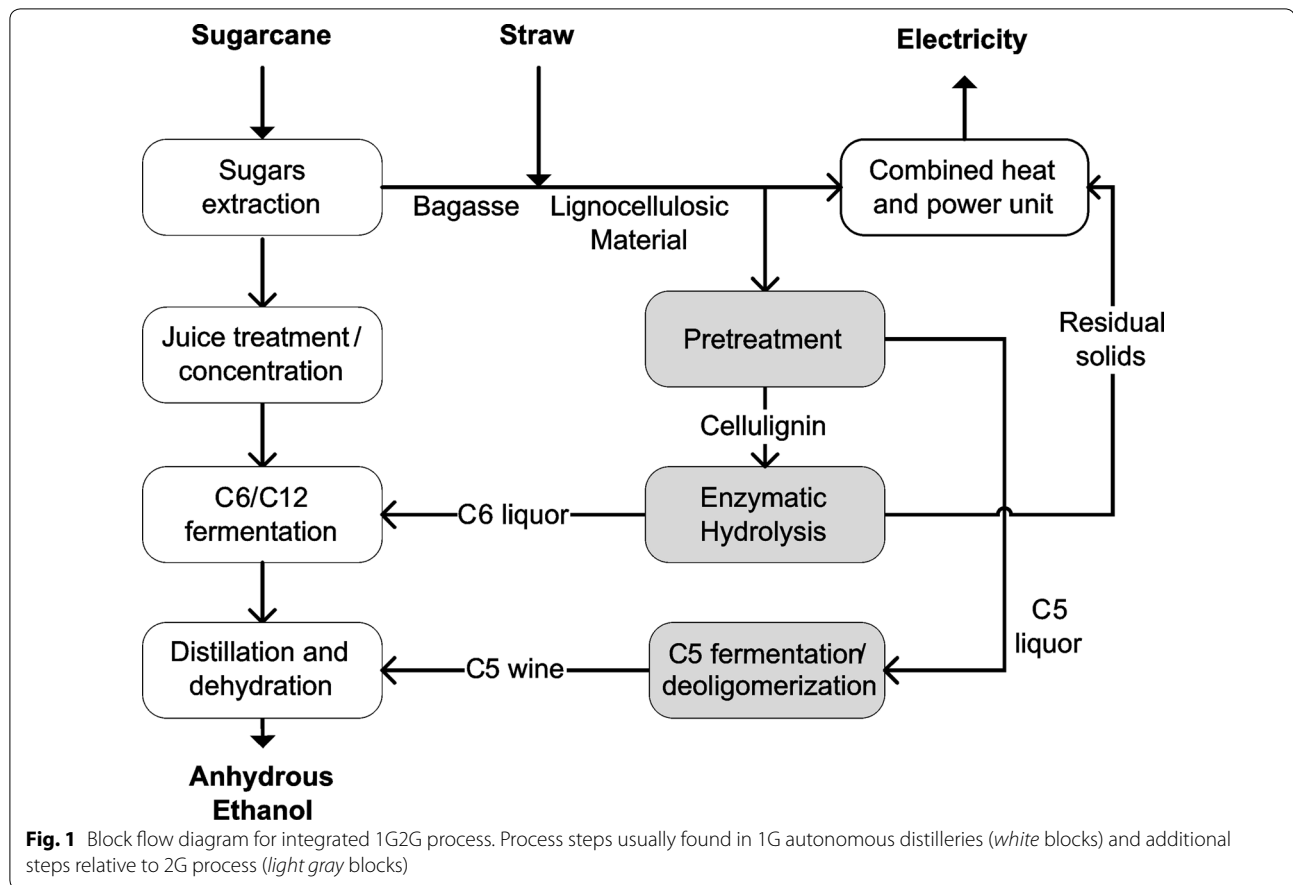 Sugarcane
Straw
Electricity
Sugars
extraction
Bagasse
Lignocellulosic
Material
Combined heat
and power unit
Juice treatment /
concentration
Pretreatment
Residual
solids
Cellulignin
C6/C12
fermentation
C6 liquor
Enzymatic
Hydrolysis
C5
liquor
Distillation and
dehydration
C5 wine
C5 fermentation/
deoligomerization
Anhydrous
Ethanol
Fig. 1 Block flow diagram for integrated 1G2G process. Process steps usually found in 1G autonomous distilleries (white blocks) and additional
steps relative to 2G process (light gray blocks)